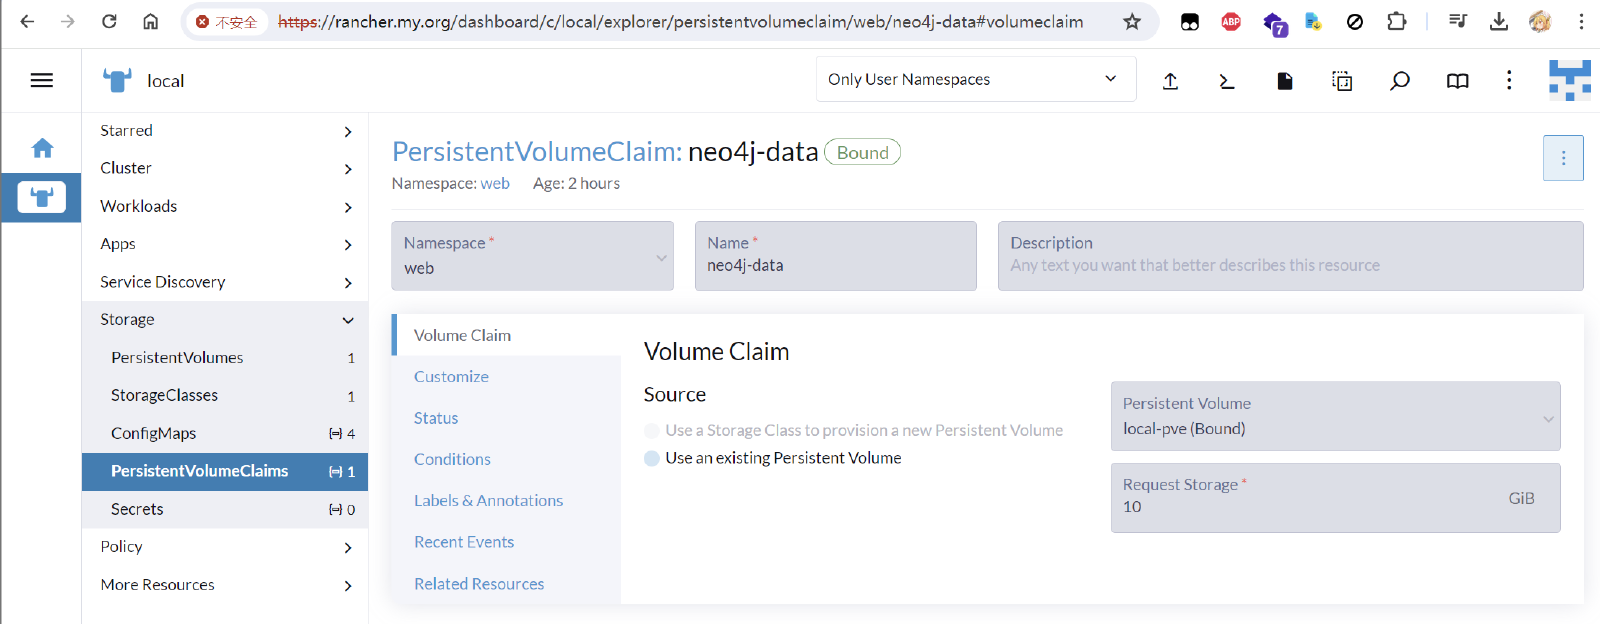 不安全 https://rancher.my.org/dashboard/c/local/explorer/persistentvolumeclaim/web/neo4j-data#volumeclaim
ABP
7
local
Only User Namespaces
Starred
Cluster
Workloads
Apps
Service Discovery
Storage
PersistentVolumes 1
StorageClasses 1
ConfigMaps 4
PersistentVolumeClaims 1
Secrets 0
Policy
More Resources
PersistentVolumeClaim: neo4j-data Bound
Namespace: web Age: 2 hours
Namespace *
web
Name *
neo4j-data
Description
Any text you want that better describes this resource
Volume Claim
Customize
Status
Conditions
Labels & Annotations
Recent Events
Related Resources
Volume Claim
Source
Use a Storage Class to provision a new Persistent Volume
Use an existing Persistent Volume
Persistent Volume
local-pve (Bound)
Request Storage *
10 GiB